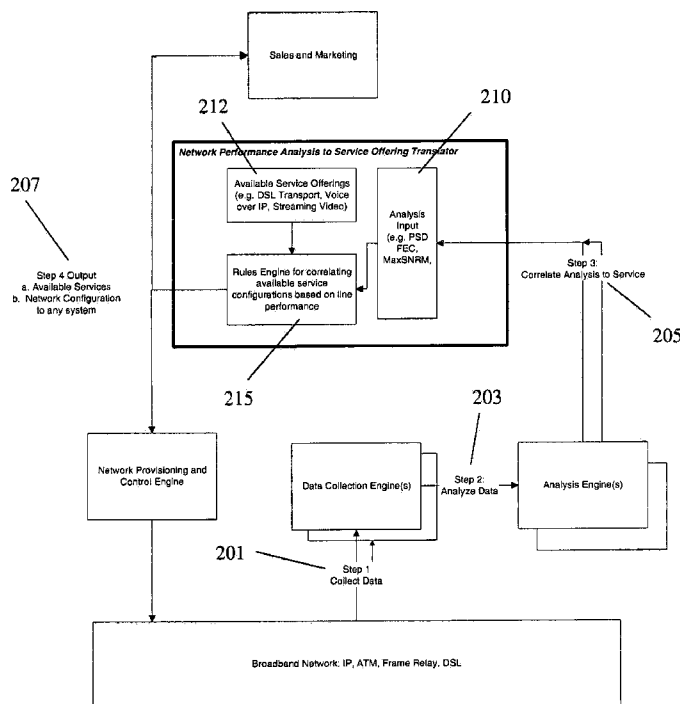 Sales and Marketing
212
210
Network Performance Analysis to Service Offering Translator
207
Available Service Offerings
(e.g. DSL Transport, Voice
over IP, Streaming Video)
Analysis
Input
(e.g. PSD
FEC,
MaxSNRM,
Step 4 Output
a. Available Services
b. Network Configuration
to any system
Rules Engine for correlating
available service
configurations based on line
performance
Step 3:
Correlate Analysis to Service
205
215
203
Network Provisioning and
Control Engine
Data Collection Engine(s)
Step 2:
Analyze Data
Analysis Engine(s)
201
Step 1
Collect Data
Broadband Network: IP, ATM, Frame Relay, DSL